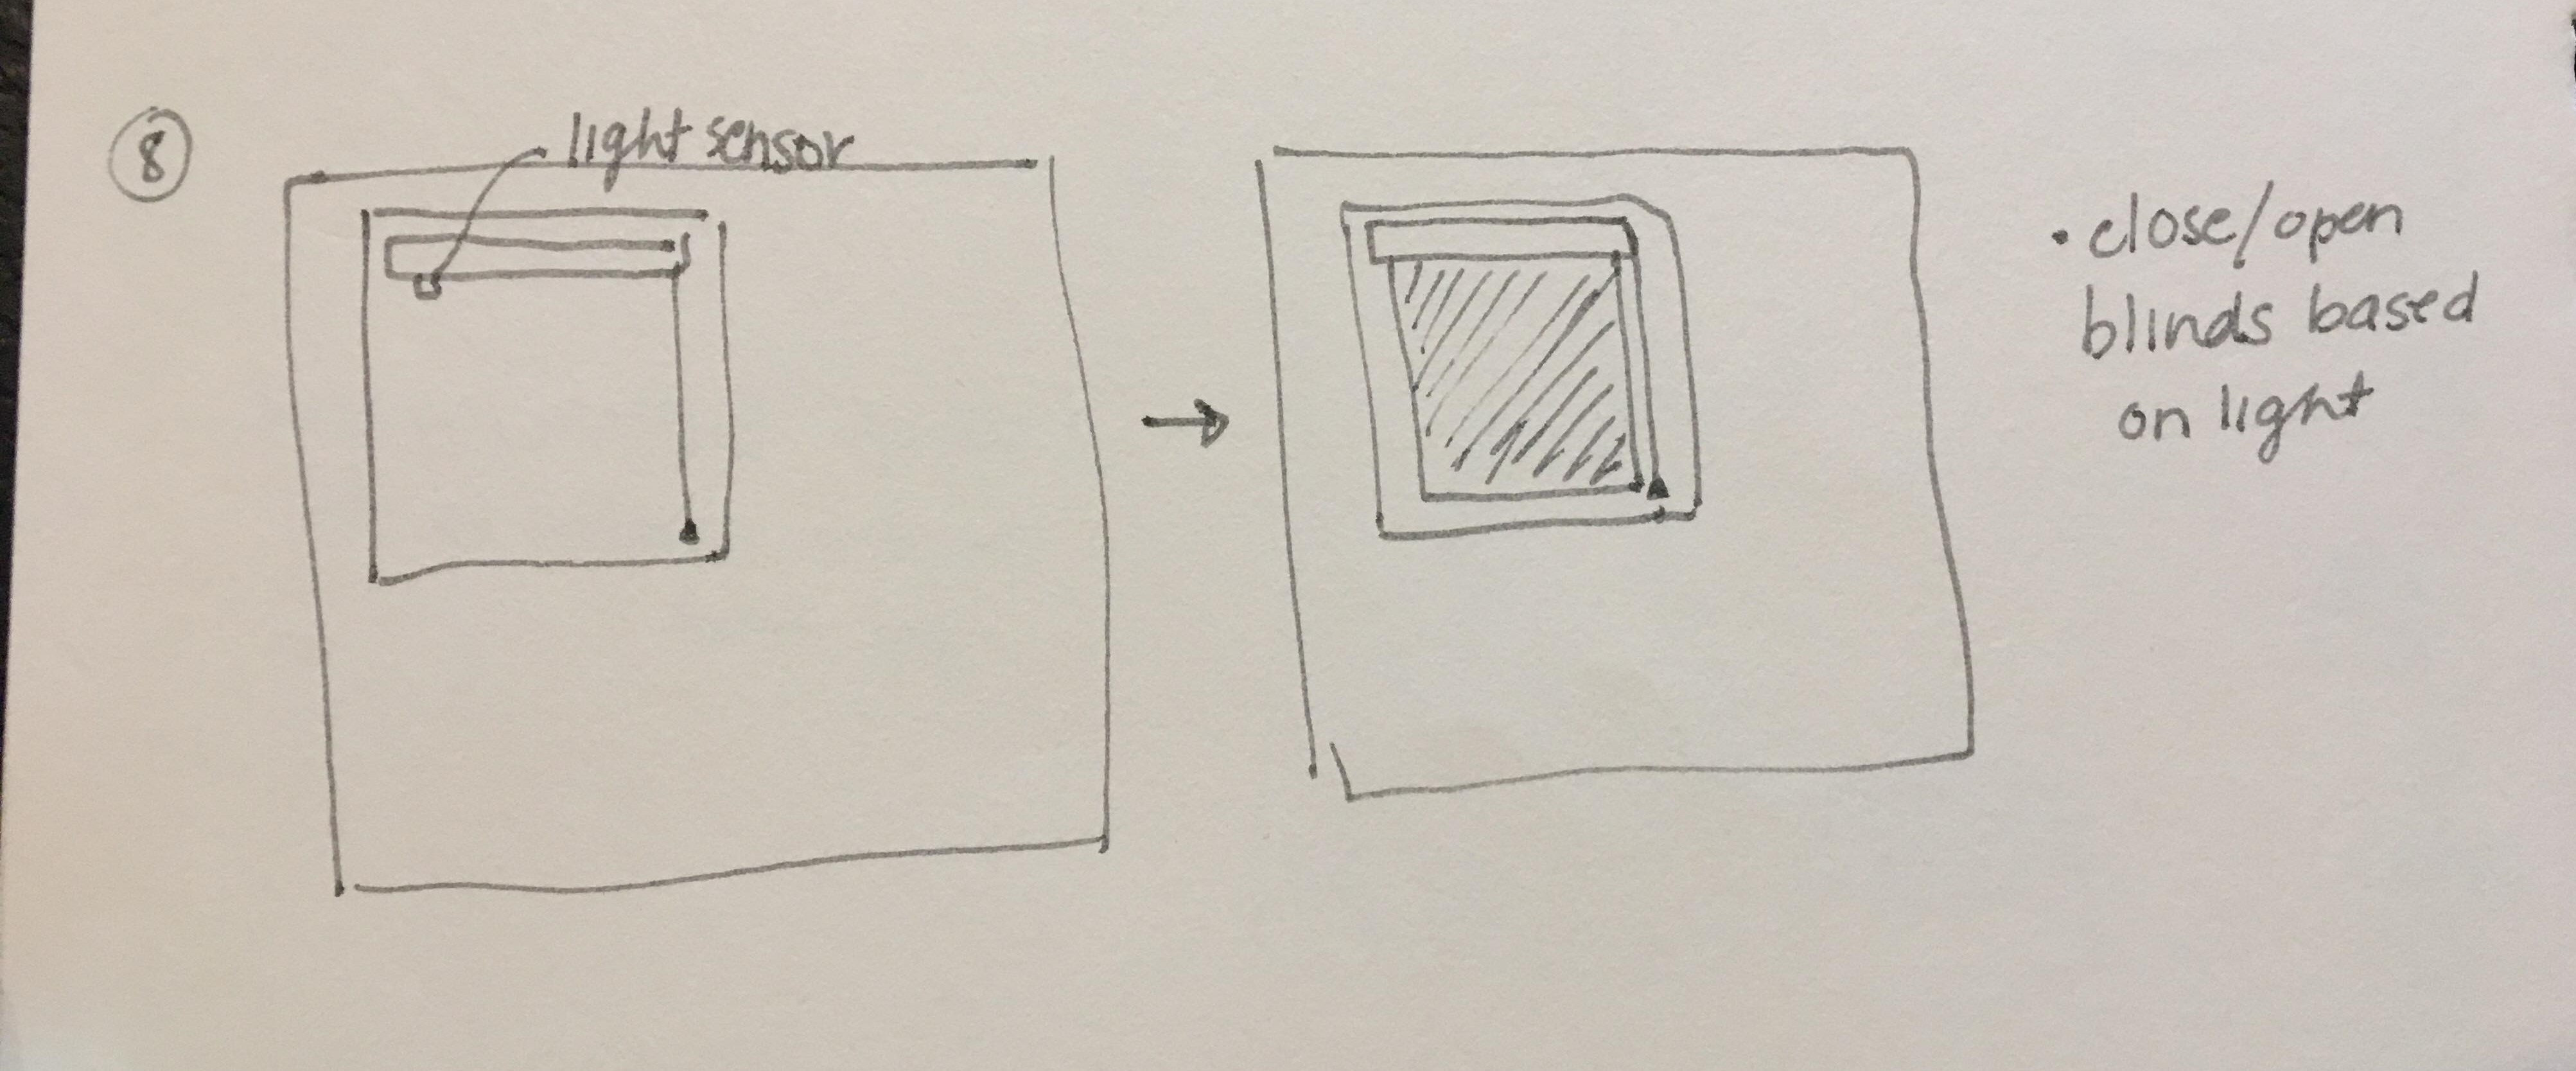 8
light sensor
• close/open
blinds based
on light